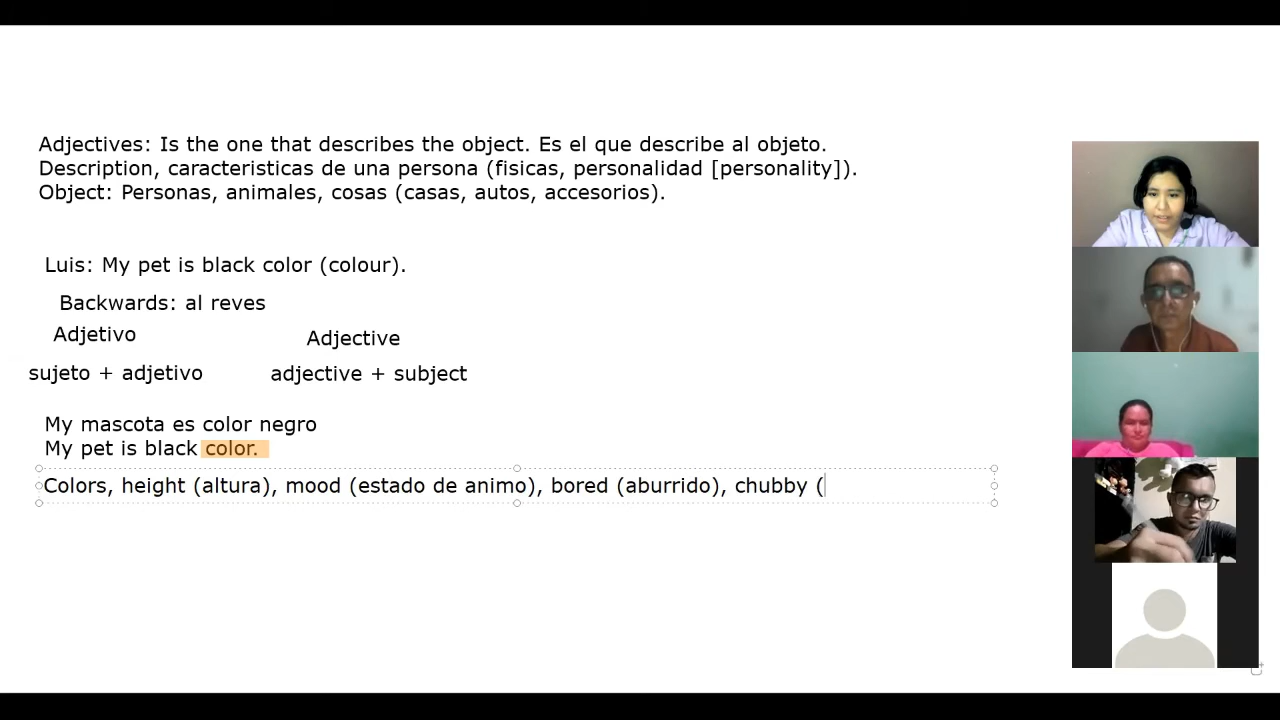 Adjectives: Is the one that describes the object. Es el que describe al objeto.
Description, caracteristicas de una persona (fisicas, personalidad [personality]).
Object: Personas, animales, cosas (casas, autos, accesorios).
Luis: My pet is black color (colour).
Backwards: al reves
Adjetivo
Adjective
sujeto + adjetivo
adjective + subject
My mascota es color negro
My pet is black color.
Colors, height (altura), mood (estado de animo), bored (aburrido), chubby (